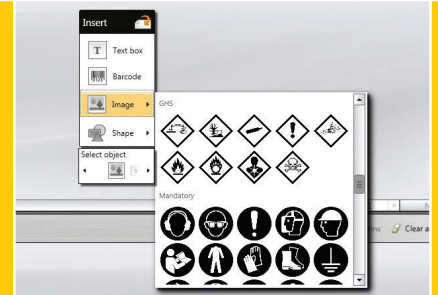 Insert
T Text box
Barcode
Image
Shape
Select object
GHS
Mandatory
Clear a